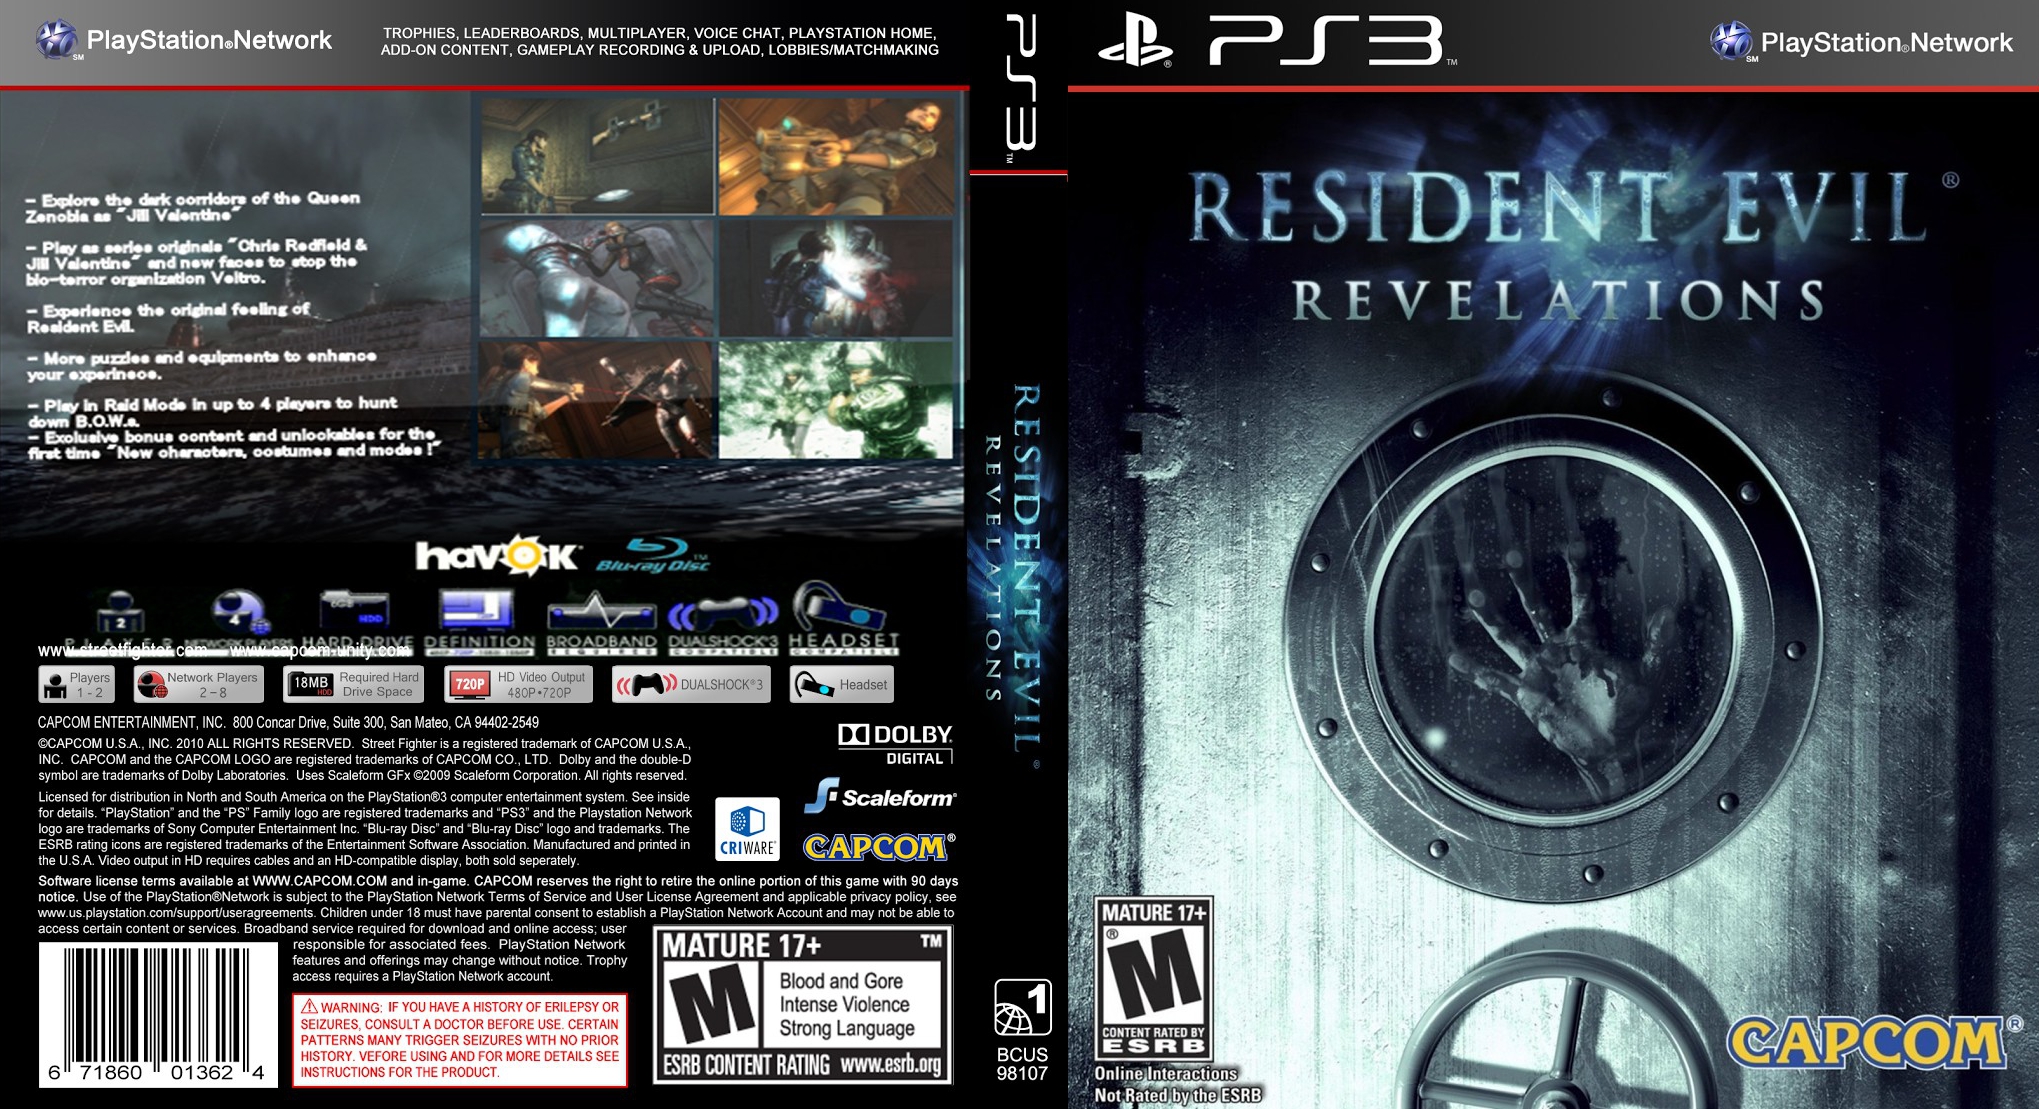 PlayStation®Network
SM
TROPHIES, LEADERBOARDS, MULTIPLAYER, VOICE CHAT, PLAYSTATION HOME,
ADD-ON CONTENT, GAMEPLAY RECORDING & UPLOAD, LOBBIES/MATCHMAKING
– Explore the dark corridors of the Queen
Zenobia as "Jill Valentine"
– Play as series originals "Chris Redfield &
Jill Valentine" and new faces to stop the
bio-terror organization Veltro.
– Experience the original feeling of
Resident Evil.
– More puzzles and equipments to enhance
your experinece.
– Play in Raid Mode in up to 4 players to hunt
down B.O.W.s.
– Exclusive bonus content and unlockables for the
first time "New characters, costumes and modes !"
havok
Blu-ray Disc™
2
4
HDD
PLAYER
NETWORK PLAYERS
HARD DRIVE
DEFINITION
BROADBAND
DUALSHOCK®3
COMPATIBLE
HEADSET
COMPATIBLE
www.streetfighter.com www.capcom-unity.com
Players
1 - 2
Network Players
2 – 8
18MB
HDD
Required Hard
Drive Space
720P
HD Video Output
480P•720P
DUALSHOCK®3
Headset
CAPCOM ENTERTAINMENT, INC. 800 Concar Drive, Suite 300, San Mateo, CA 94402-2549
©CAPCOM U.S.A., INC. 2010 ALL RIGHTS RESERVED. Street Fighter is a registered trademark of CAPCOM U.S.A.,
INC. CAPCOM and the CAPCOM LOGO are registered trademarks of CAPCOM CO., LTD. Dolby and the double-D
symbol are trademarks of Dolby Laboratories. Uses Scaleform GFx ©2009 Scaleform Corporation. All rights reserved.
Licensed for distribution in North and South America on the PlayStation®3 computer entertainment system. See inside
for details. “PlayStation” and the “PS” Family logo are registered trademarks and “PS3” and the Playstation Network
logo are trademarks of Sony Computer Entertainment Inc. “Blu-ray Disc” and “Blu-ray Disc” logo and trademarks. The
ESRB rating icons are registered trademarks of the Entertainment Software Association. Manufactured and printed in
the U.S.A. Video output in HD requires cables and an HD-compatible display, both sold seperately.
DOLBY
DIGITAL
Scaleform®
CRIWARE
CAPCOM®
Software license terms available at WWW.CAPCOM.COM and in-game. CAPCOM reserves the right to retire the online portion of this game with 90 days
notice. Use of the PlayStation®Network is subject to the PlayStation Network Terms of Service and User License Agreement and applicable privacy policy, see
www.us.playstation.com/support/useragreements. Children under 18 must have parental consent to establish a PlayStation Network Account and may not be able to
access certain content or services. Broadband service required for download and online access; user
responsible for associated fees. PlayStation Network
features and offerings may change without notice. Trophy
access requires a PlayStation Network account.
6 71860 01362 4
WARNING: IF YOU HAVE A HISTORY OF ERILEPSY OR
SEIZURES, CONSULT A DOCTOR BEFORE USE. CERTAIN
PATTERNS MANY TRIGGER SEIZURES WITH NO PRIOR
HISTORY. VEFORE USING AND FOR MORE DETAILS SEE
INSTRUCTIONS FOR THE PRODUCT.
MATURE 17+ ™
M
Blood and Gore
Intense Violence
Strong Language
ESRB CONTENT RATING www.esrb.org
PS3™
RESIDENT EVIL®
REVELATIONS
1
BCUS
98107
PS3™
PlayStation®Network
SM
RESIDENT EVIL®
REVELATIONS
MATURE 17+
M®
CONTENT RATED BY
ESRB
Online Interactions
Not Rated by the ESRB
CAPCOM®